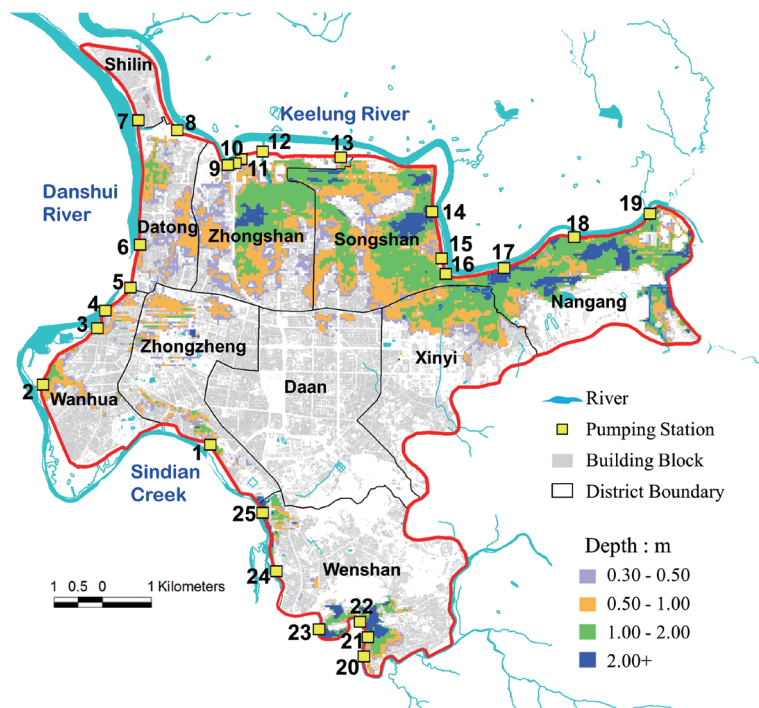 Shilin
7
8
Keelung River
10
12
13
9
11
Danshui
River
Datong
Zhongshan
Songshan
14
19
18
6
15
16
17
5
Nangang
4
3
Zhongzheng
Xinyi
2
Wanhua
Daan
River
Pumping Station
Building Block
District Boundary
1
Sindian
Creek
25
Depth : m
0.30 - 0.50
0.50 - 1.00
1.00 - 2.00
2.00+
24
Wenshan
1 0.5 0 1 Kilometers
22
23
21
20